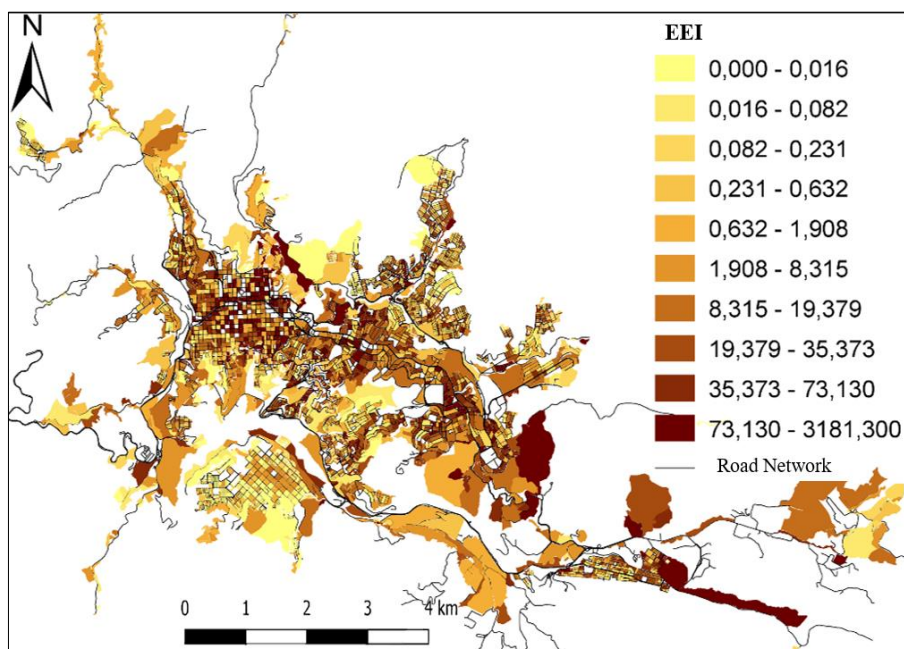 N
EEI
0,000 - 0,016
0,016 - 0,082
0,082 - 0,231
0,231 - 0,632
0,632 - 1,908
1,908 - 8,315
8,315 - 19,379
19,379 - 35,373
35,373 - 73,130
73,130 - 3181,300
Road Network
0 1 2 3 4 km